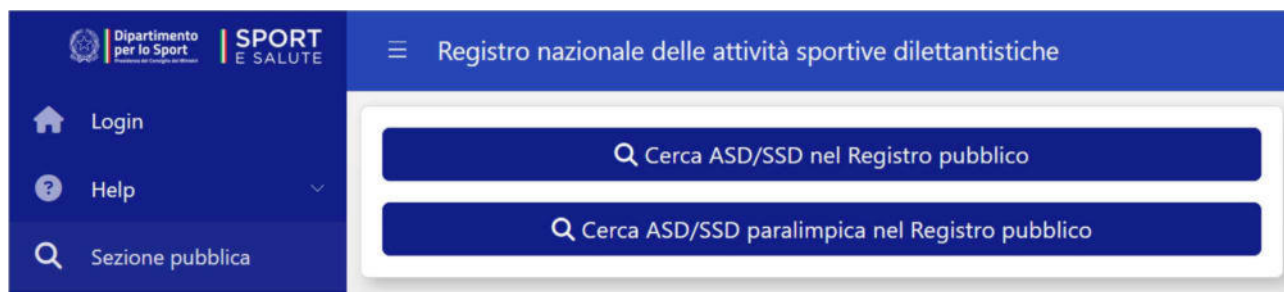 Dipartimento
per lo Sport
SPORT
E SALUTE
Registro nazionale delle attività sportive dilettantistiche
Login
Cerca ASD/SSD nel Registro pubblico
Help
Cerca ASD/SSD paralimpica nel Registro pubblico
Sezione pubblica